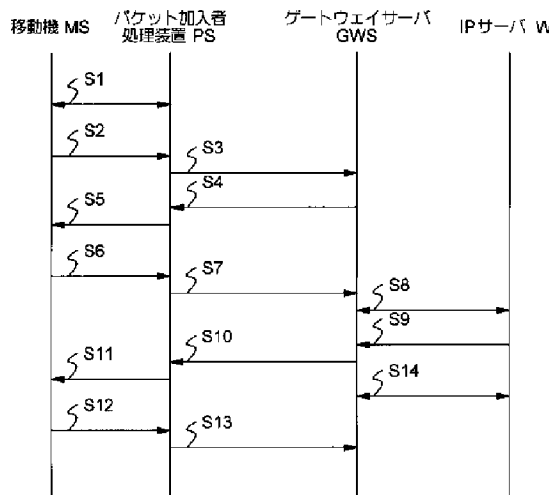 移動機 MS
パケット加入者
処理装置 PS
ゲートウェイサーバ
GWS
IPサーバ W
S1
S2
S3
S4
S5
S6
S7
S8
S9
S10
S11
S14
S12
S13